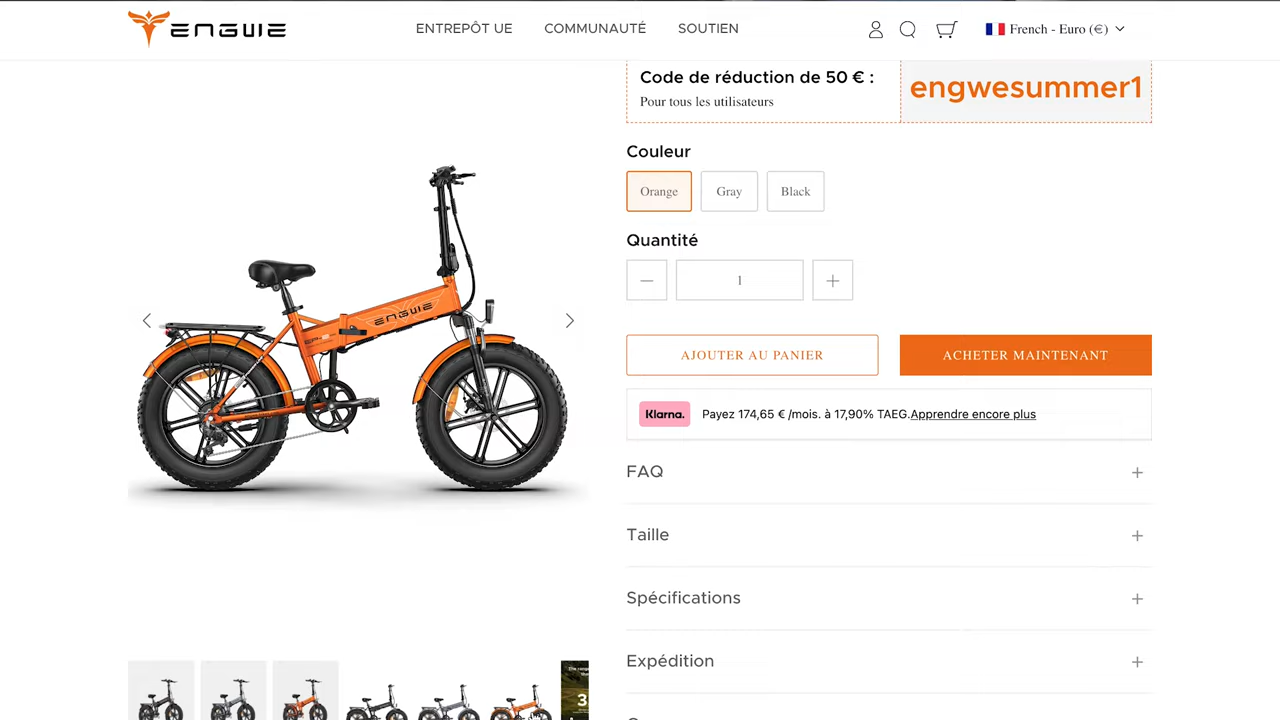 ENGWE
ENTREPÔT UE
COMMUNAUTÉ
SOUTIEN
French - Euro (€)
Code de réduction de 50 € :
Pour tous les utilisateurs
engwesummer1
Couleur
Orange
Gray
Black
Quantité
1
ENGWE
AJOUTER AU PANIER
ACHETER MAINTENANT
Klarna.
Payez 174,65 € /mois. à 17,90% TAEG.Apprendre encore plus
FAQ
Taille
Spécifications
Expédition
3